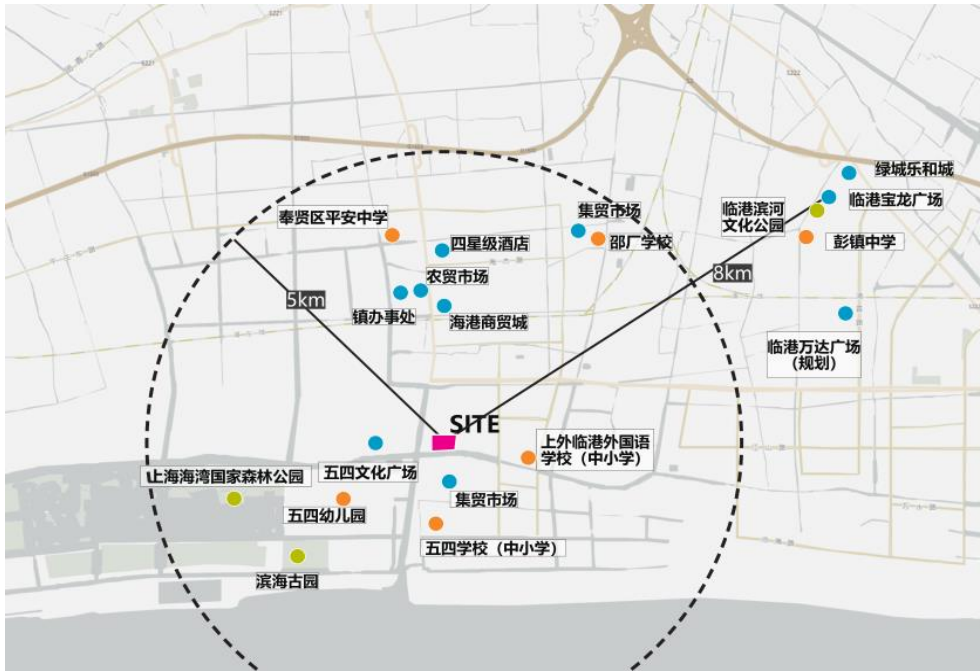 S221
S221
S222
绿城乐和城
临港宝龙广场
临港滨河
文化公园
彭镇中学
集贸市场
邵厂学校
奉贤区平安中学
四星级酒店
农贸市场
镇办事处
海港商贸城
5km
8km
临港万达广场
(规划)
SITE
上外临港外国语
学校(中小学)
五四文化广场
上海海湾国家森林公园
集贸市场
五四幼儿园
五四学校(中小学)
滨海古园